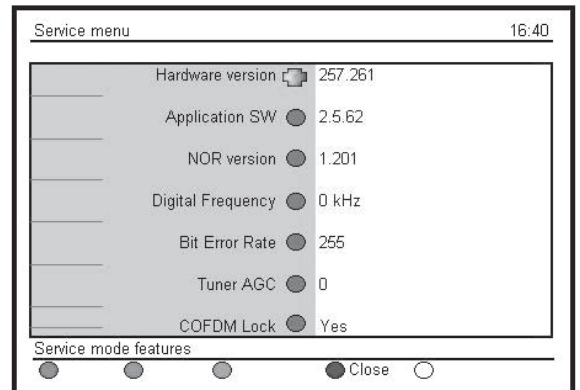 Service menu 16:40
Hardware version 257.261
Application SW 2.5.62
NOR version 1.201
Digital Frequency 0 kHz
Bit Error Rate 255
Tuner AGC 0
COFDM Lock Yes
Service mode features
Close